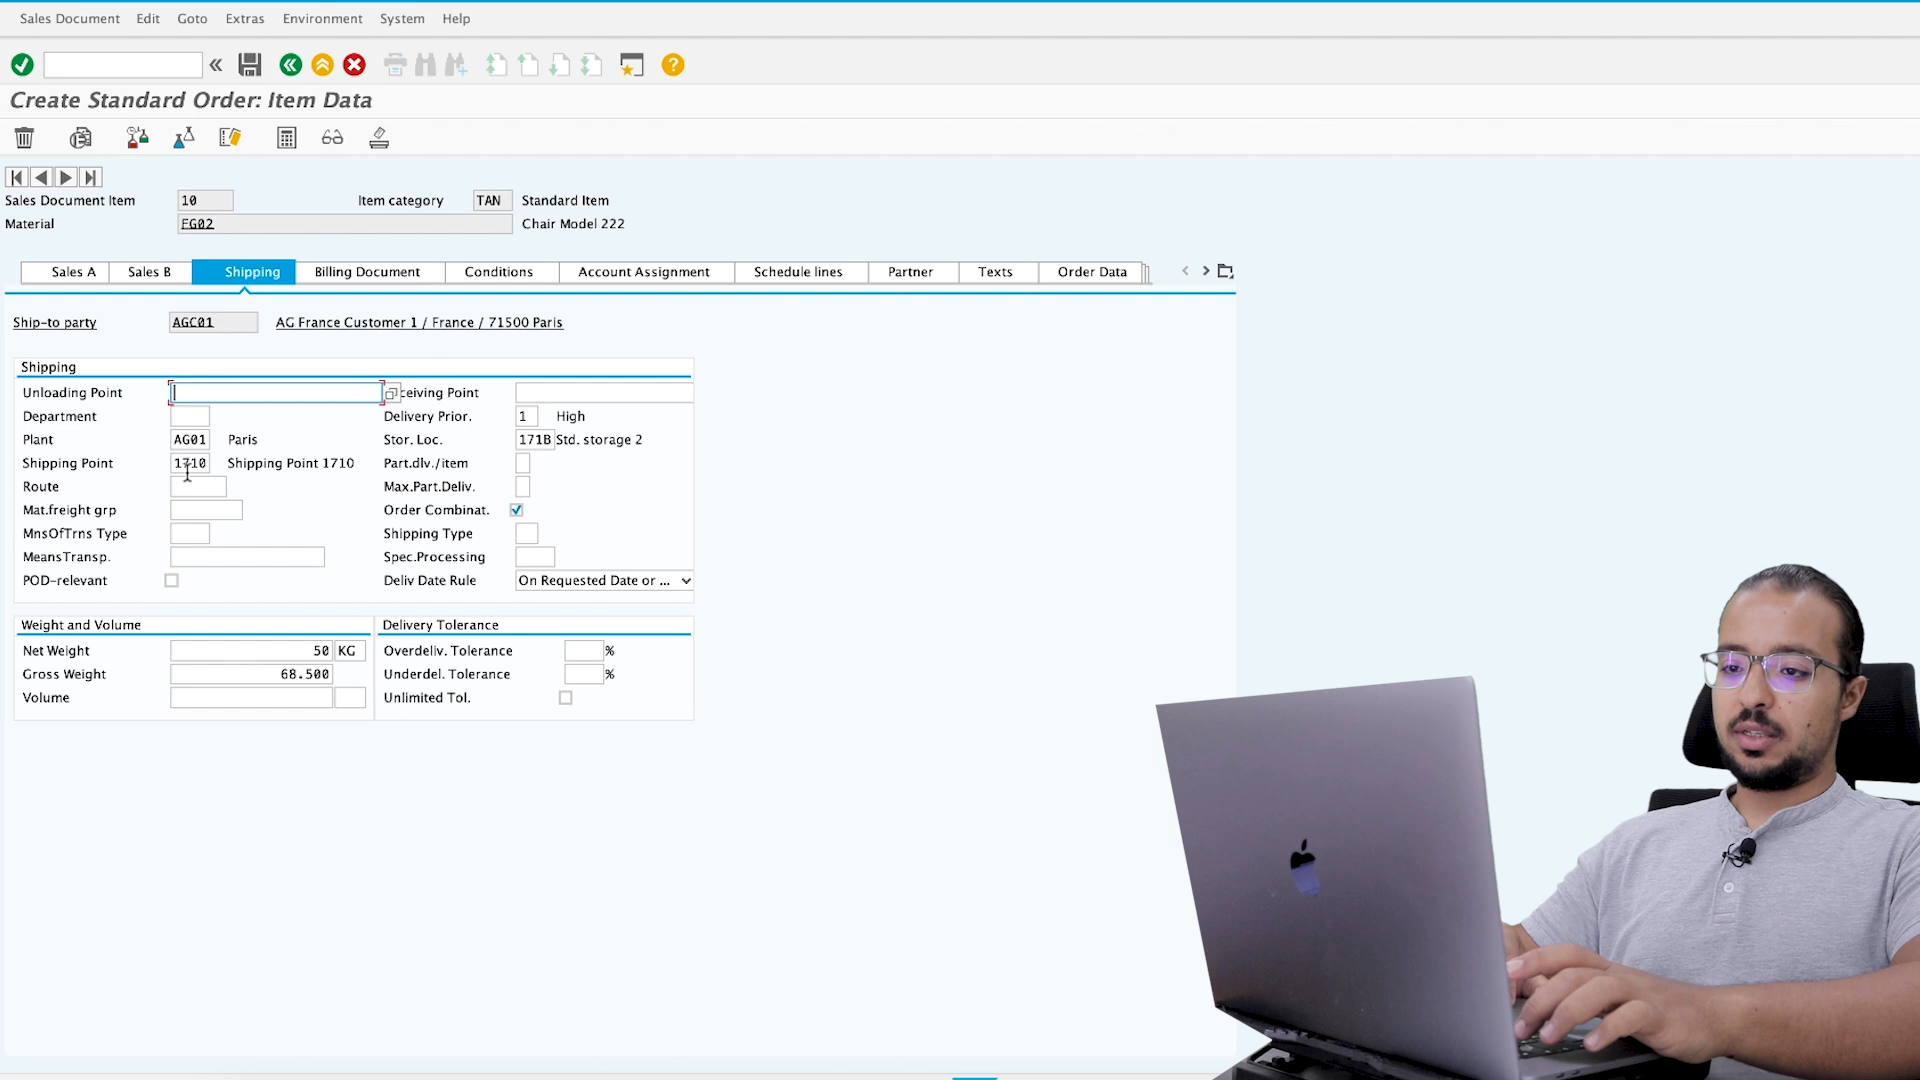 Sales Document Edit Goto Extras Environment System Help
Create Standard Order: Item Data
Sales Document Item 10 Item category TAN Standard Item
Material FG02 Chair Model 222
Sales A Sales B Shipping Billing Document Conditions Account Assignment Schedule lines Partner Texts Order Data
Ship-to party AGC01 AG France Customer 1 / France / 71500 Paris
Shipping
Unloading Point ceiving Point
Department Delivery Prior. 1 High
Plant AG01 Paris Stor. Loc. 171B Std. storage 2
Shipping Point 1710 Shipping Point 1710 Part.dlv./item
Route Max.Part.Deliv.
Mat.freight grp Order Combinat.
MnsOfTrns Type Shipping Type
MeansTransp. Spec.Processing
POD-relevant Deliv Date Rule On Requested Date or ...
Weight and Volume Delivery Tolerance
Net Weight 50 KG Overdeliv. Tolerance %
Gross Weight 68.500 Underdel. Tolerance %
Volume Unlimited Tol.